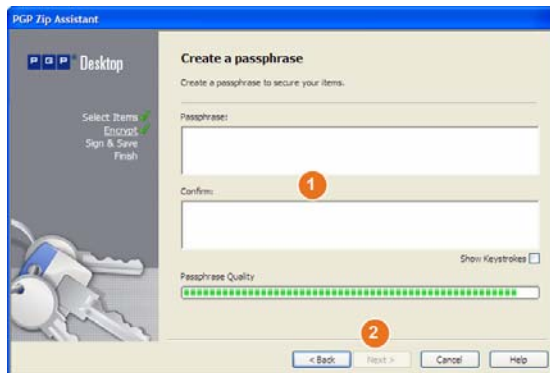 PGP Zip Assistant
PGP Desktop
Select Items
Encrypt
Sign & Save
Finish
Create a passphrase
Create a passphrase to secure your items.
Passphrase:
1
Confirm:
Show Keystrokes
Passphrase Quality
2
< Back
Next >
Cancel
Help